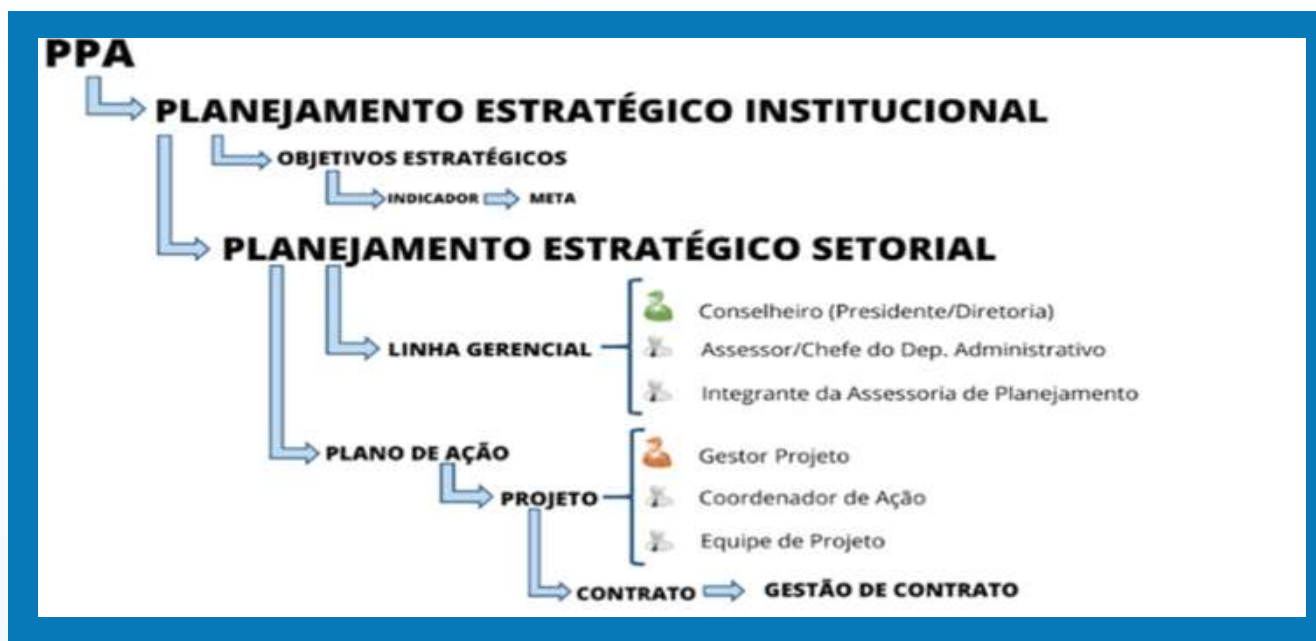 PPA
PLANEJAMENTO ESTRATÉGICO INSTITUCIONAL
OBJETIVOS ESTRATÉGICOS
INDICADOR META
PLANEJAMENTO ESTRATÉGICO SETORIAL
Conselheiro (Presidente/Diretoria)
LINHA GERENCIAL Assessor/Chefe do Dep. Administrativo
Integrante da Assessoria de Planejamento
PLANO DE AÇÃO Gestor Projeto
PROJETO Coordenador de Ação
Equipe de Projeto
CONTRATO GESTÃO DE CONTRATO